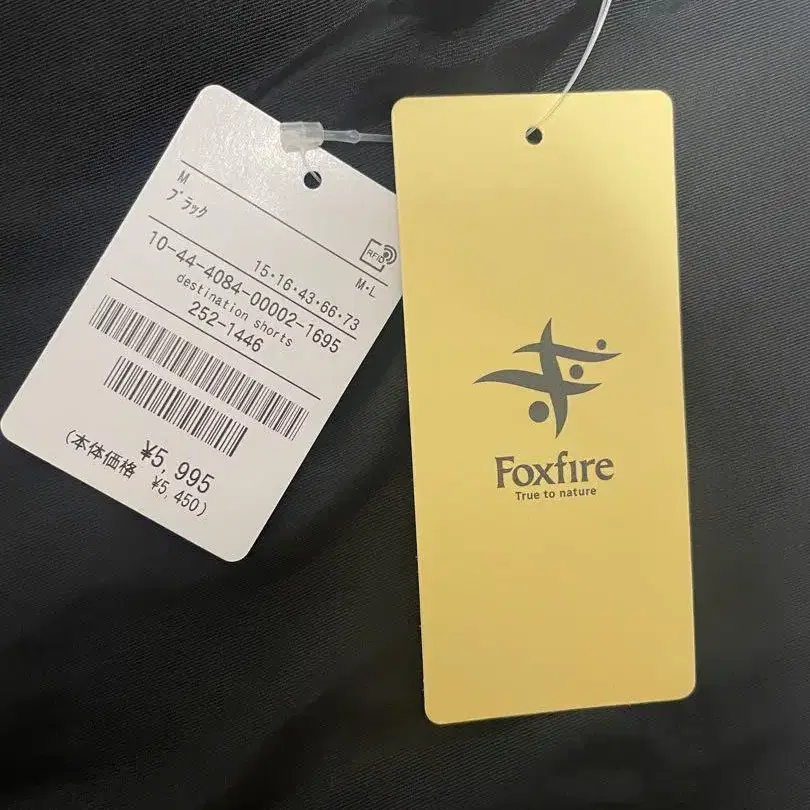 M
ブラック
RFID
15・16・43・66・73
M・L
10-44-4084-00002-1695
destination shorts
252-1446
¥5,995
(本体価格 ¥5,450)
Foxfire
True to nature